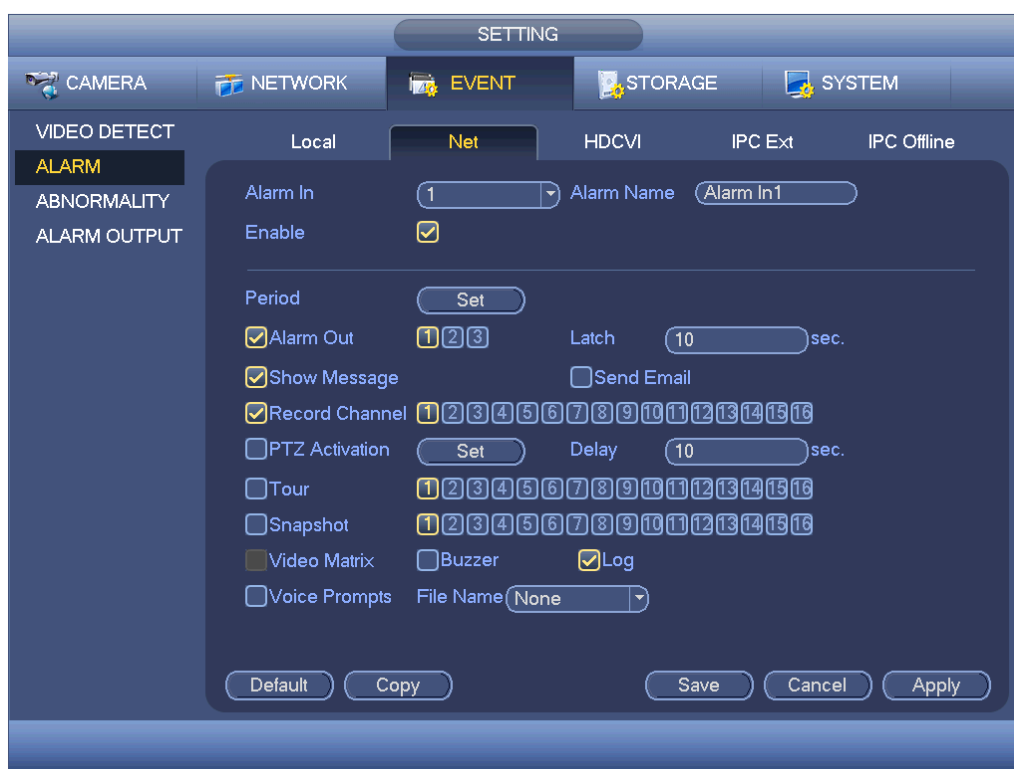 SETTING
CAMERA NETWORK EVENT STORAGE SYSTEM
VIDEO DETECT
ALARM
ABNORMALITY
ALARM OUTPUT
Local Net HDCVI IPC Ext IPC Offline
Alarm In 1 Alarm Name Alarm In1
Enable
Period Set
Alarm Out 1 2 3 Latch 10 sec.
Show Message Send Email
Record Channel 1 2 3 4 5 6 7 8 9 10 11 12 13 14 15 16
PTZ Activation Set Delay 10 sec.
Tour 1 2 3 4 5 6 7 8 9 10 11 12 13 14 15 16
Snapshot 1 2 3 4 5 6 7 8 9 10 11 12 13 14 15 16
Video Matrix Buzzer Log
Voice Prompts File Name None
Default Copy Save Cancel Apply